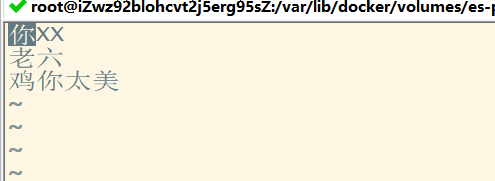 root@iZwz92blohcvt2j5erg95sZ:/var/lib/docker/volumes/es-p
你XX
老六
鸡你太美
~
~
~
~